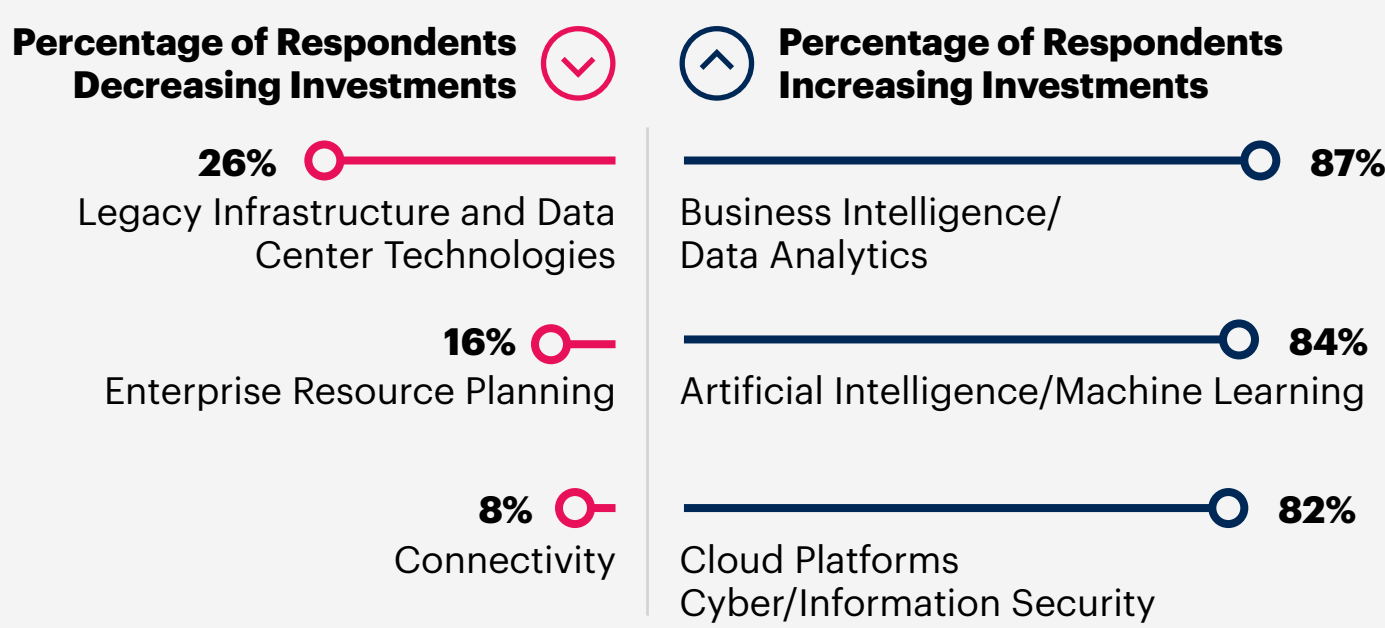 Percentage of Respondents
Decreasing Investments
26%
Legacy Infrastructure and Data
Center Technologies
16%
Enterprise Resource Planning
8%
Connectivity
Percentage of Respondents
Increasing Investments
87%
Business Intelligence/
Data Analytics
84%
Artificial Intelligence/Machine Learning
82%
Cloud Platforms
Cyber/Information Security